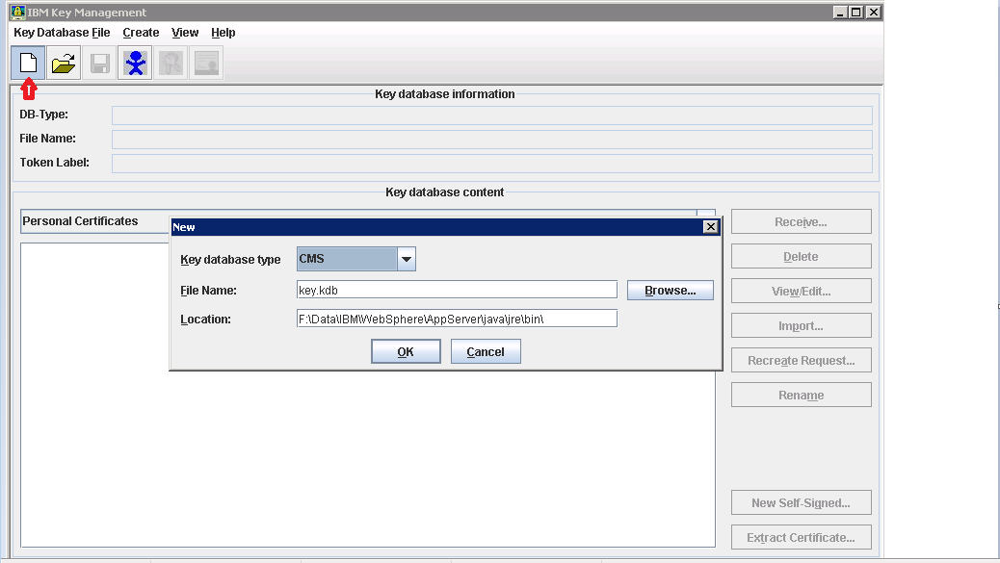 IBM Key Management
Key Database File Create View Help
Key database information
DB-Type:
File Name:
Token Label:
Key database content
Personal Certificates
New
Key database type CMS
File Name: key.kdb Browse...
Location: F:\Data\IBM\WebSphere\AppServer\java\jre\bin\
OK Cancel
Receive...
Delete
View/Edit...
Import...
Recreate Request...
Rename
New Self-Signed...
Extract Certificate...